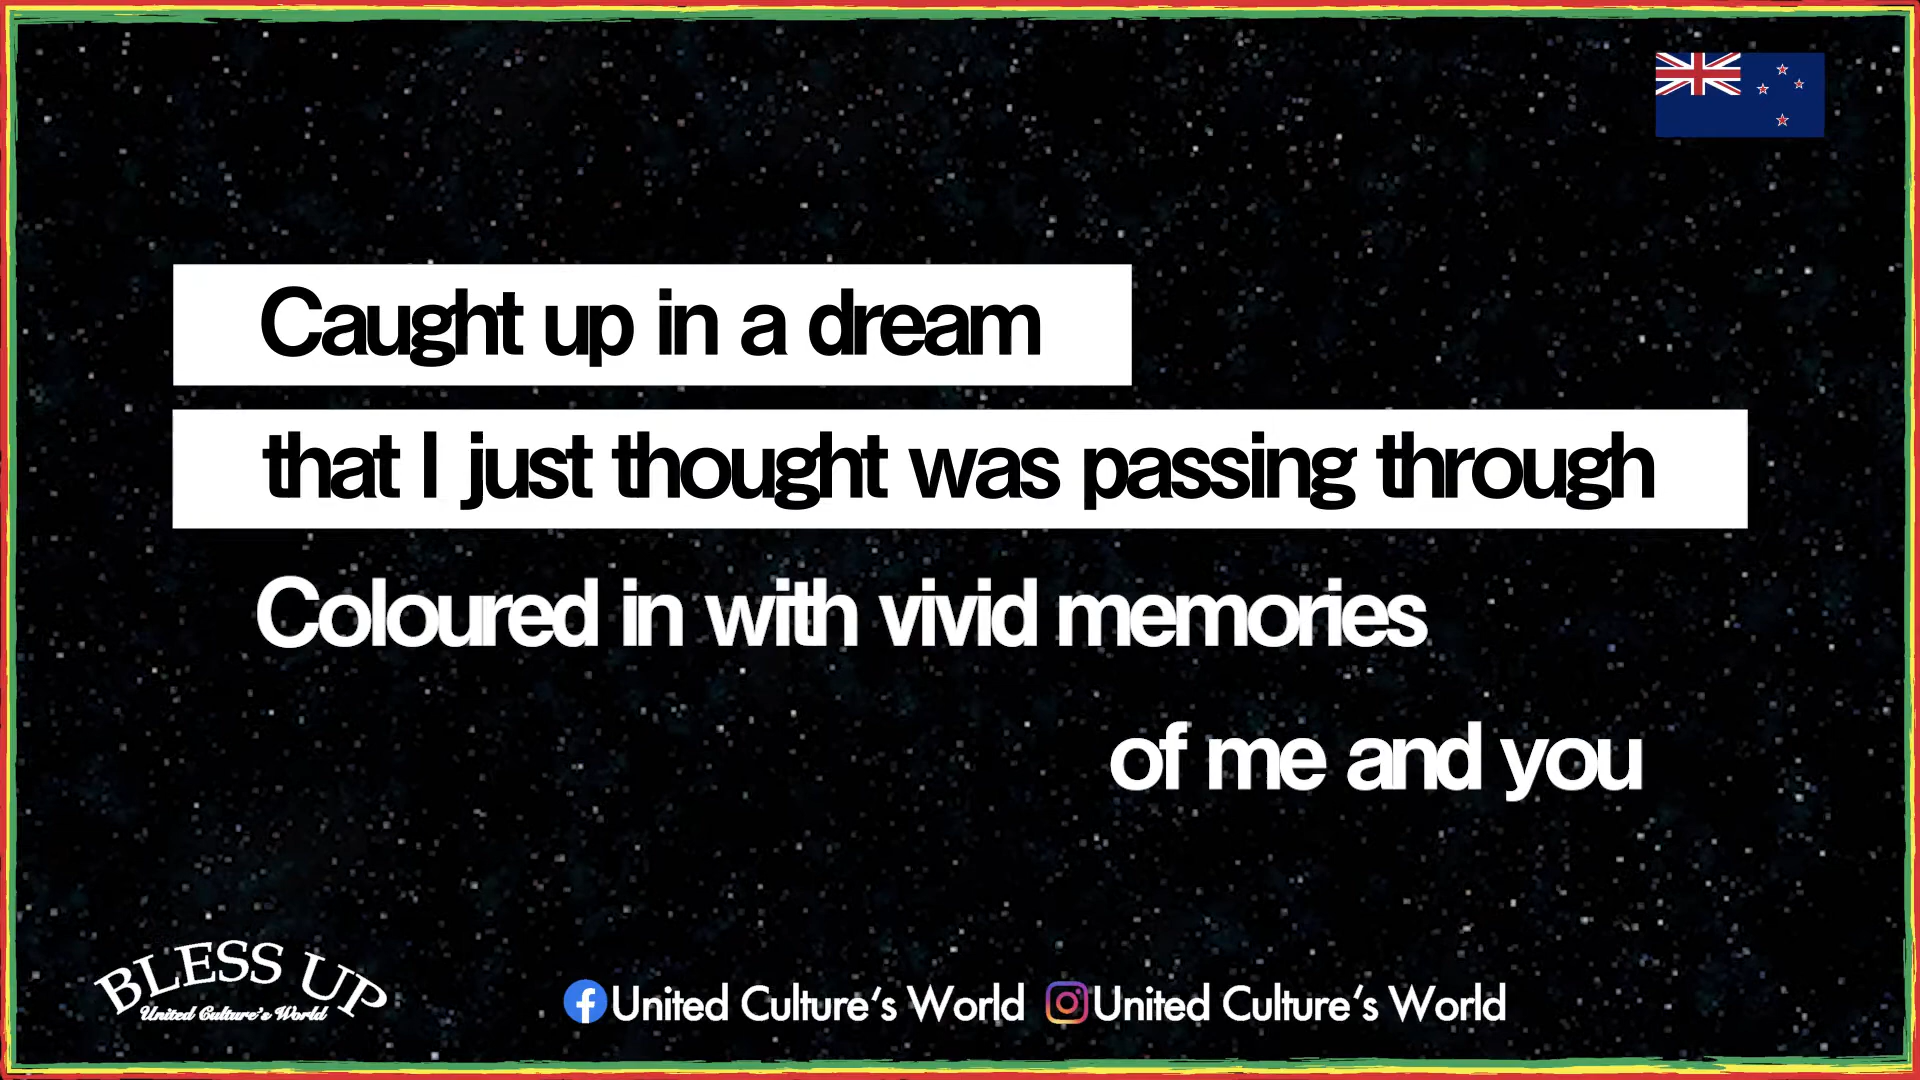 Caught up in a dream
that I just thought was passing through
Coloured in with vivid memories
of me and you
BLESS UP
United Culture's World
United Culture's World United Culture's World